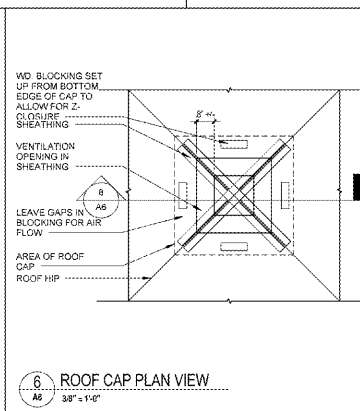 WD. BLOCKING SET
UP FROM BOTTOM
EDGE OF CAP TO
ALLOW FOR Z-
CLOSURE
SHEATHING
8" +/-
VENTILATION
OPENING IN
SHEATHING
8
A6
LEAVE GAPS IN
BLOCKING FOR AIR
FLOW
AREA OF ROOF
CAP
ROOF HIP
6
A6
ROOF CAP PLAN VIEW
3/8" = 1'-0"